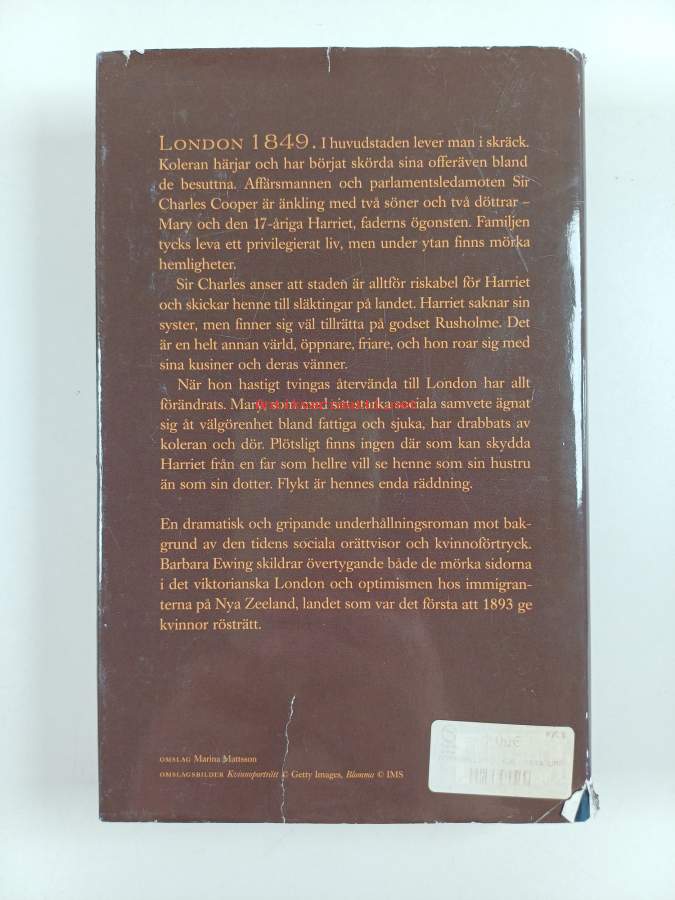 LONDON 1849. I huvudstaden lever man i skräck.
Koleran härjar och har börjat skörda sina offeräven bland
de besuttna. Affärsmannen och parlamentsledamoten Sir
Charles Cooper är änkling med två söner och två döttrar –
Mary och den 17-åriga Harriet, faderns ögonsten. Familjen
tycks leva ett privilegierat liv, men under ytan finns mörka
hemligheter.
Sir Charles anser att staden är alltför riskabel för Harriet
och skickar henne till släktingar på landet. Harriet saknar sin
syster, men finner sig väl tillrätta på godset Rusholme. Det
är en helt annan värld, öppnare, friare, och hon roar sig med
sina kusiner och deras vänner.
När hon hastigt tvingas återvända till London har allt
förändrats. Mary, som med sitt starka sociala samvete ägnat
sig åt välgörenhet bland fattiga och sjuka, har drabbats av
koleran och dör. Plötsligt finns ingen där som kan skydda
Harriet från en far som hellre vill se henne som sin hustru
än som sin dotter. Flykt är hennes enda räddning.
En dramatisk och gripande underhållningsroman mot bak-
grund av den tidens sociala orättvisor och kvinnoförtryck.
Barbara Ewing skildrar övertygande både de mörka sidorna
i det viktorianska London och optimismen hos immigran-
terna på Nya Zeeland, landet som var det första att 1893 ge
kvinnor rösträtt.
OMSLAG Marina Mattsson
OMSLAGSBILDER Kvinnoporträtt © Getty Images, Blomma © IMS